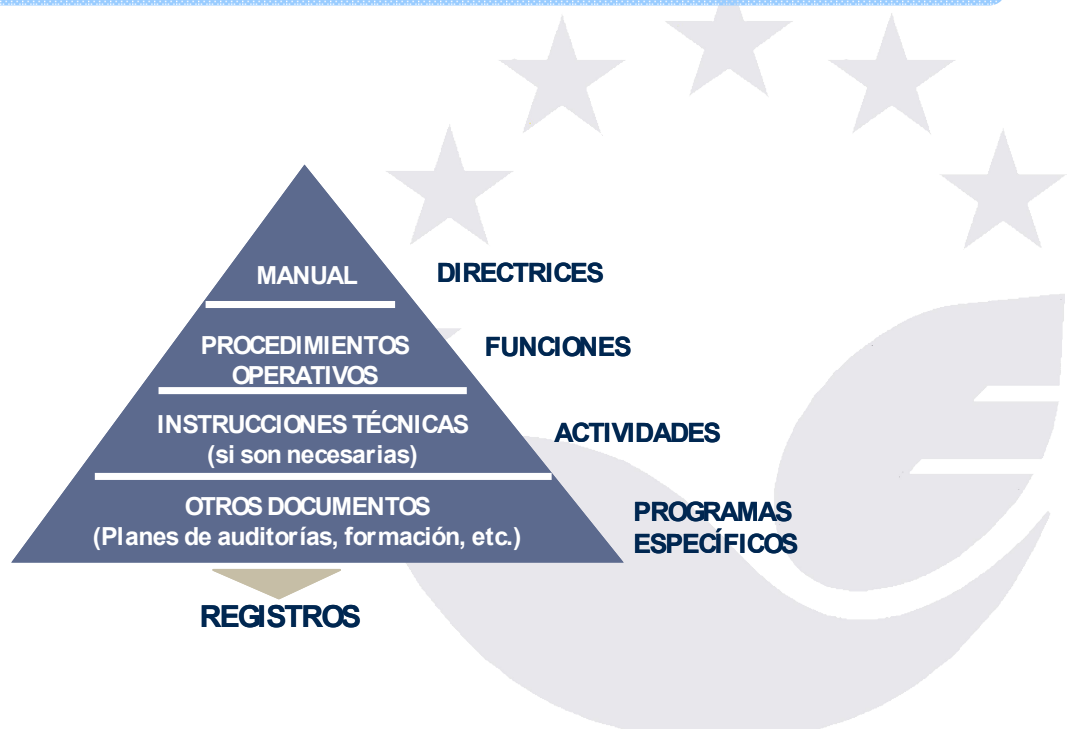 MANUAL
DIRECTRICES
PROCEDIMIENTOS
OPERATIVOS
FUNCIONES
INSTRUCCIONES TÉCNICAS
(si son necesarias)
ACTIVIDADES
OTROS DOCUMENTOS
(Planes de auditorías, formación, etc.)
PROGRAMAS
ESPECÍFICOS
REGISTROS